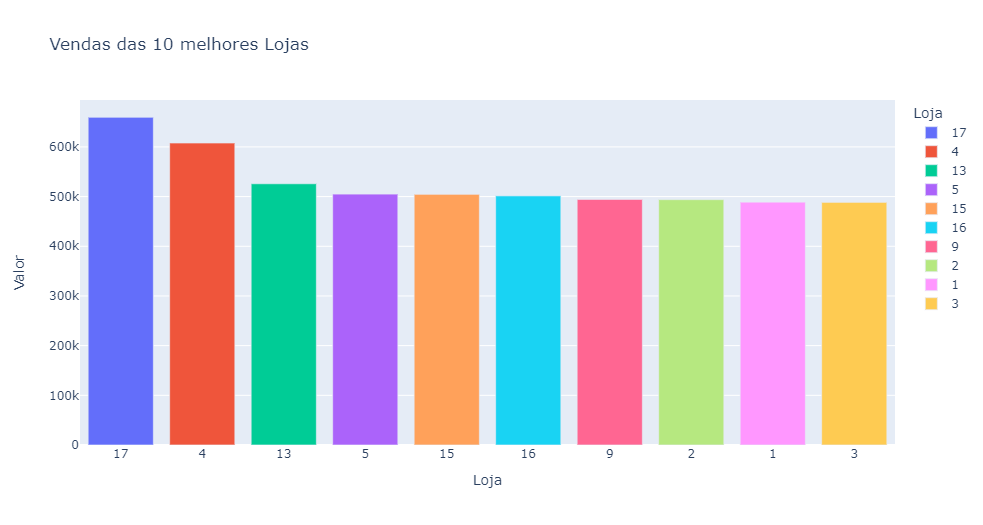 Vendas das 10 melhores Lojas
Valor
600k
500k
400k
300k
200k
100k
0
17 4 13 5 15 16 9 2 1 3
Loja
Loja
17
4
13
5
15
16
9
2
1
3